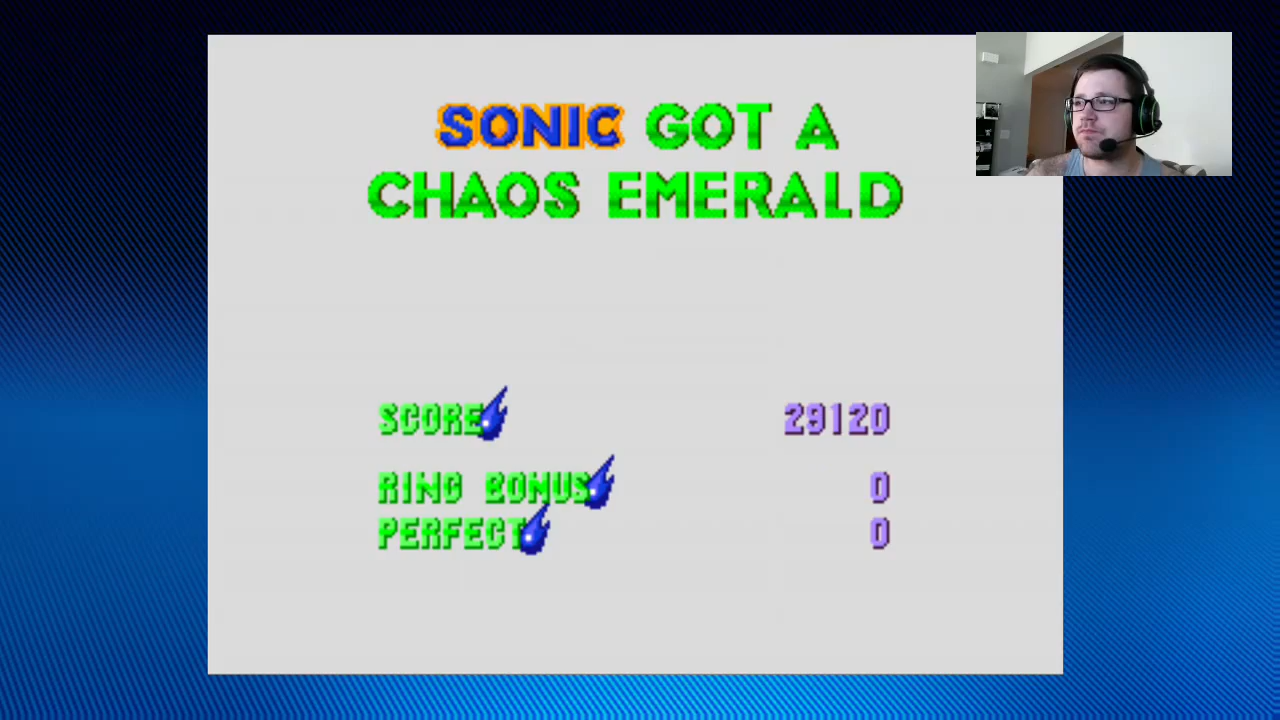 SONIC GOT A
CHAOS EMERALD
SCORE 29120
RING BONUS 0
PERFECT 0